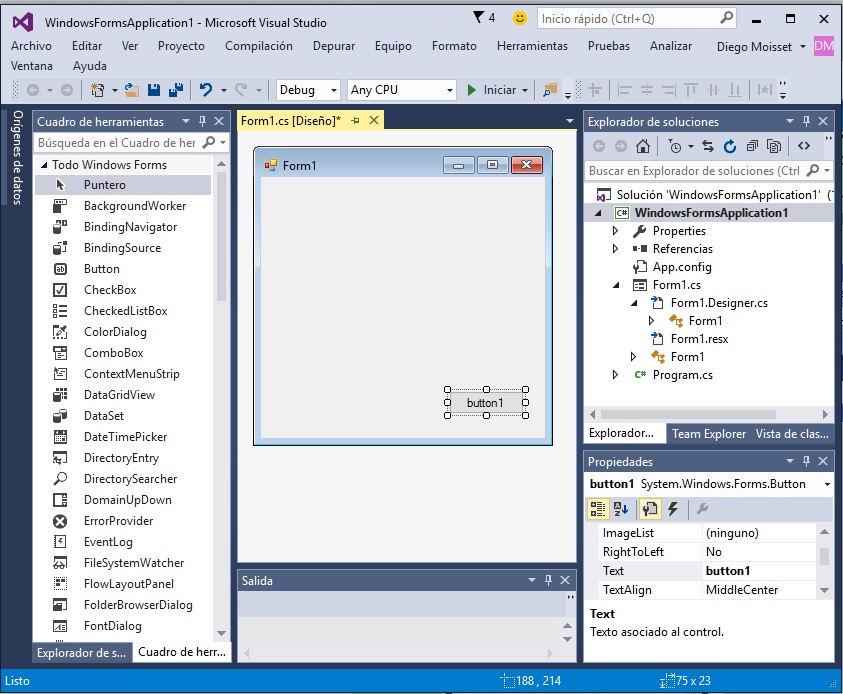 WindowsFormsApplication1 - Microsoft Visual Studio
4
Inicio rápido (Ctrl+Q)
Archivo Editar Ver Proyecto Compilación Depurar Equipo Formato Herramientas Pruebas Analizar Diego Moisset DM
Ventana Ayuda
Debug Any CPU Iniciar
Orígenes de datos
Cuadro de herramientas
Búsqueda en el Cuadro de her
Todo Windows Forms
Puntero
BackgroundWorker
BindingNavigator
BindingSource
Button
CheckBox
CheckedListBox
ColorDialog
ComboBox
ContextMenuStrip
DataGridView
DataSet
DateTimePicker
DirectoryEntry
DirectorySearcher
DomainUpDown
ErrorProvider
EventLog
FileSystemWatcher
FlowLayoutPanel
FolderBrowserDialog
FontDialog
Explorador de s...
Cuadro de herr...
Form1.cs [Diseño]*
Form1
button1
Salida
Explorador de soluciones
Buscar en Explorador de soluciones (Ctrl
Solución 'WindowsFormsApplication1' (1
C# WindowsFormsApplication1
Properties
Referencias
App.config
Form1.cs
Form1.Designer.cs
Form1
Form1.resx
Form1
C# Program.cs
Explorador...
Team Explorer
Vista de clas...
Propiedades
button1 System.Windows.Forms.Button
ImageList (ninguno)
RightToLeft No
Text button1
TextAlign MiddleCenter
Text
Texto asociado al control.
Listo
188 , 214
75 x 23